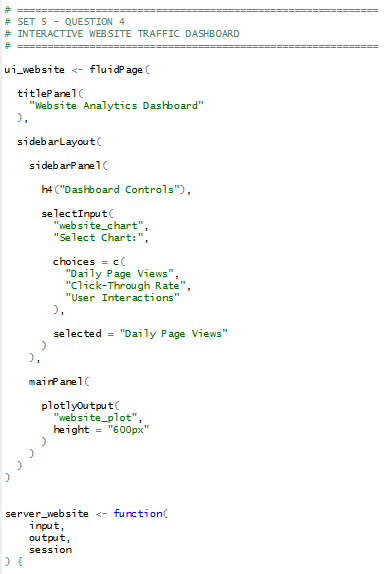 # ==============================================================
# SET 5 - QUESTION 4
# INTERACTIVE WEBSITE TRAFFIC DASHBOARD
# ==============================================================
ui_website <- fluidPage(
titlePanel(
"Website Analytics Dashboard"
),
sidebarLayout(
sidebarPanel(
h4("Dashboard Controls"),
selectInput(
"website_chart",
"Select Chart:",
choices = c(
"Daily Page Views",
"Click-Through Rate",
"User Interactions"
),
selected = "Daily Page Views"
)
),
mainPanel(
plotlyOutput(
"website_plot",
height = "600px"
)
)
)
)
server_website <- function(
input,
output,
session
) {